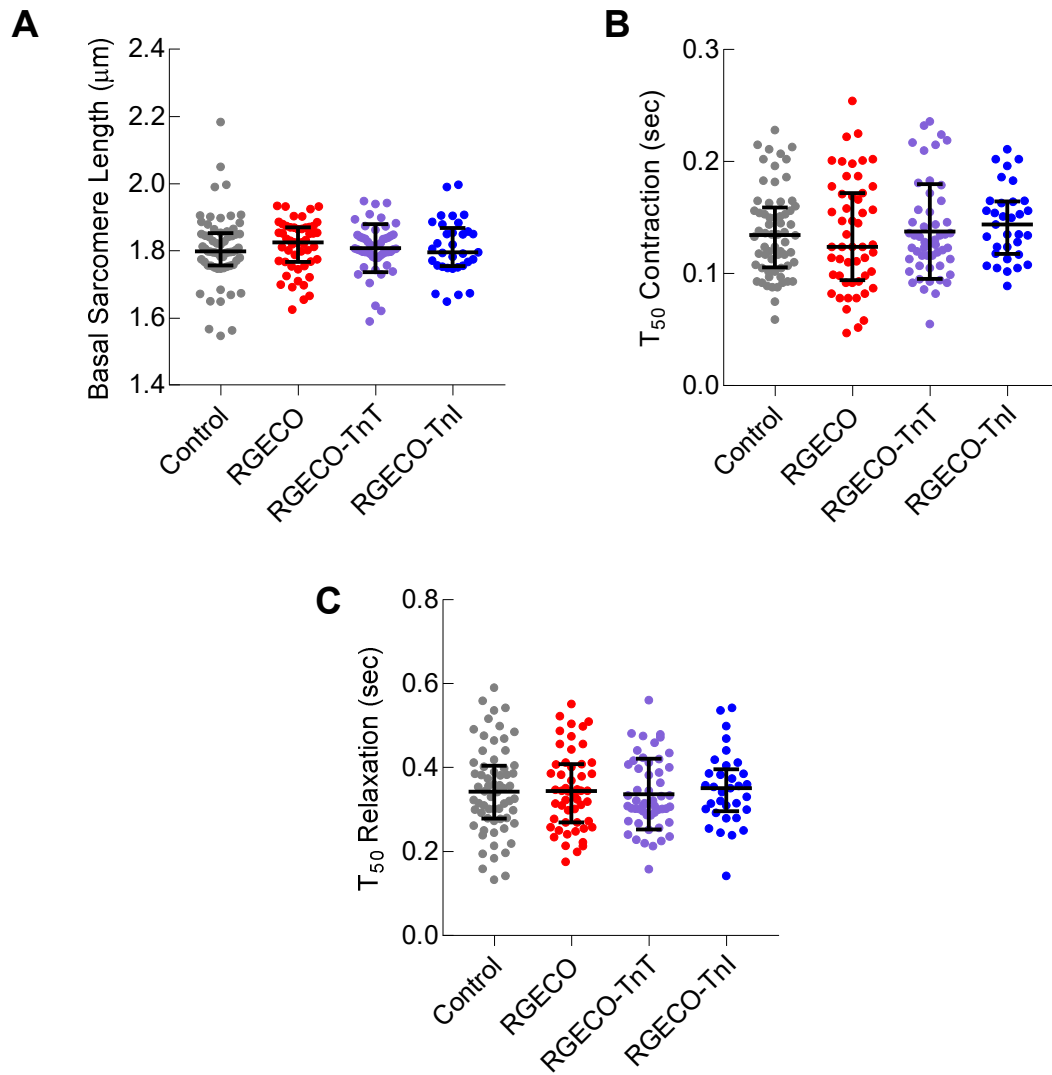 A
Basal Sarcomere Length (μm)
2.4
2.2
2.0
1.8
1.6
1.4
Control
RGECO
RGECO-TnT
RGECO-TnI
B
T₅₀ Contraction (sec)
0.3
0.2
0.1
0.0
Control
RGECO
RGECO-TnT
RGECO-TnI
C
T₅₀ Relaxation (sec)
0.8
0.6
0.4
0.2
0.0
Control
RGECO
RGECO-TnT
RGECO-TnI